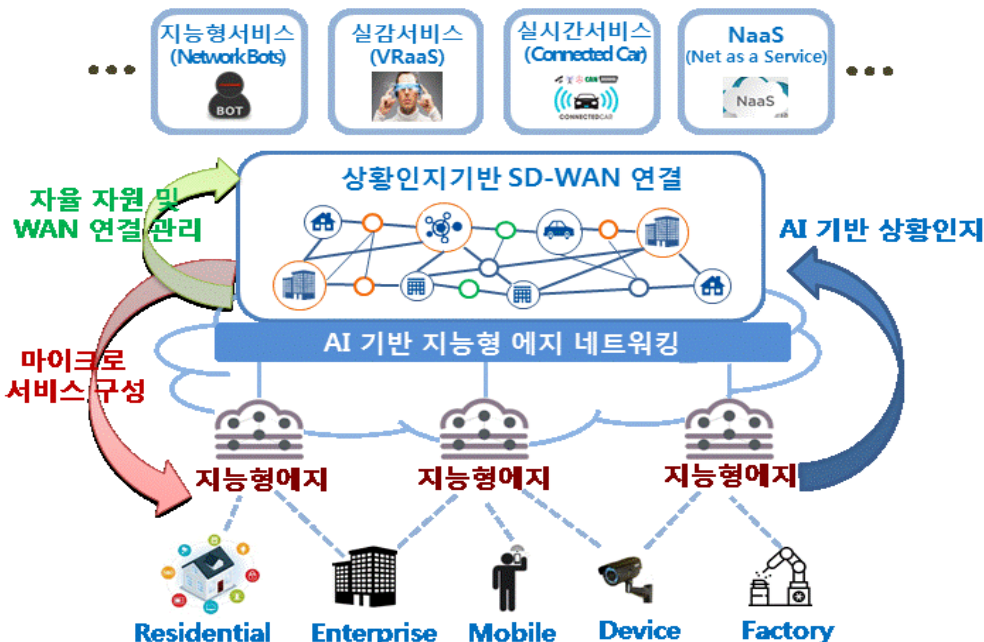 지능형서비스
(Network Bots)
BOT
실감서비스
(VRaaS)
실시간서비스
(Connected Car)
CONNECTEDCAR
NaaS
(Net as a Service)
NaaS
자율 자원 및
WAN 연결 관리
상황인지기반 SD-WAN 연결
AI 기반 상황인지
AI 기반 지능형 에지 네트워킹
마이크로
서비스 구성
지능형에지
지능형에지
지능형에지
Residential
Enterprise
Mobile
Device
Factory